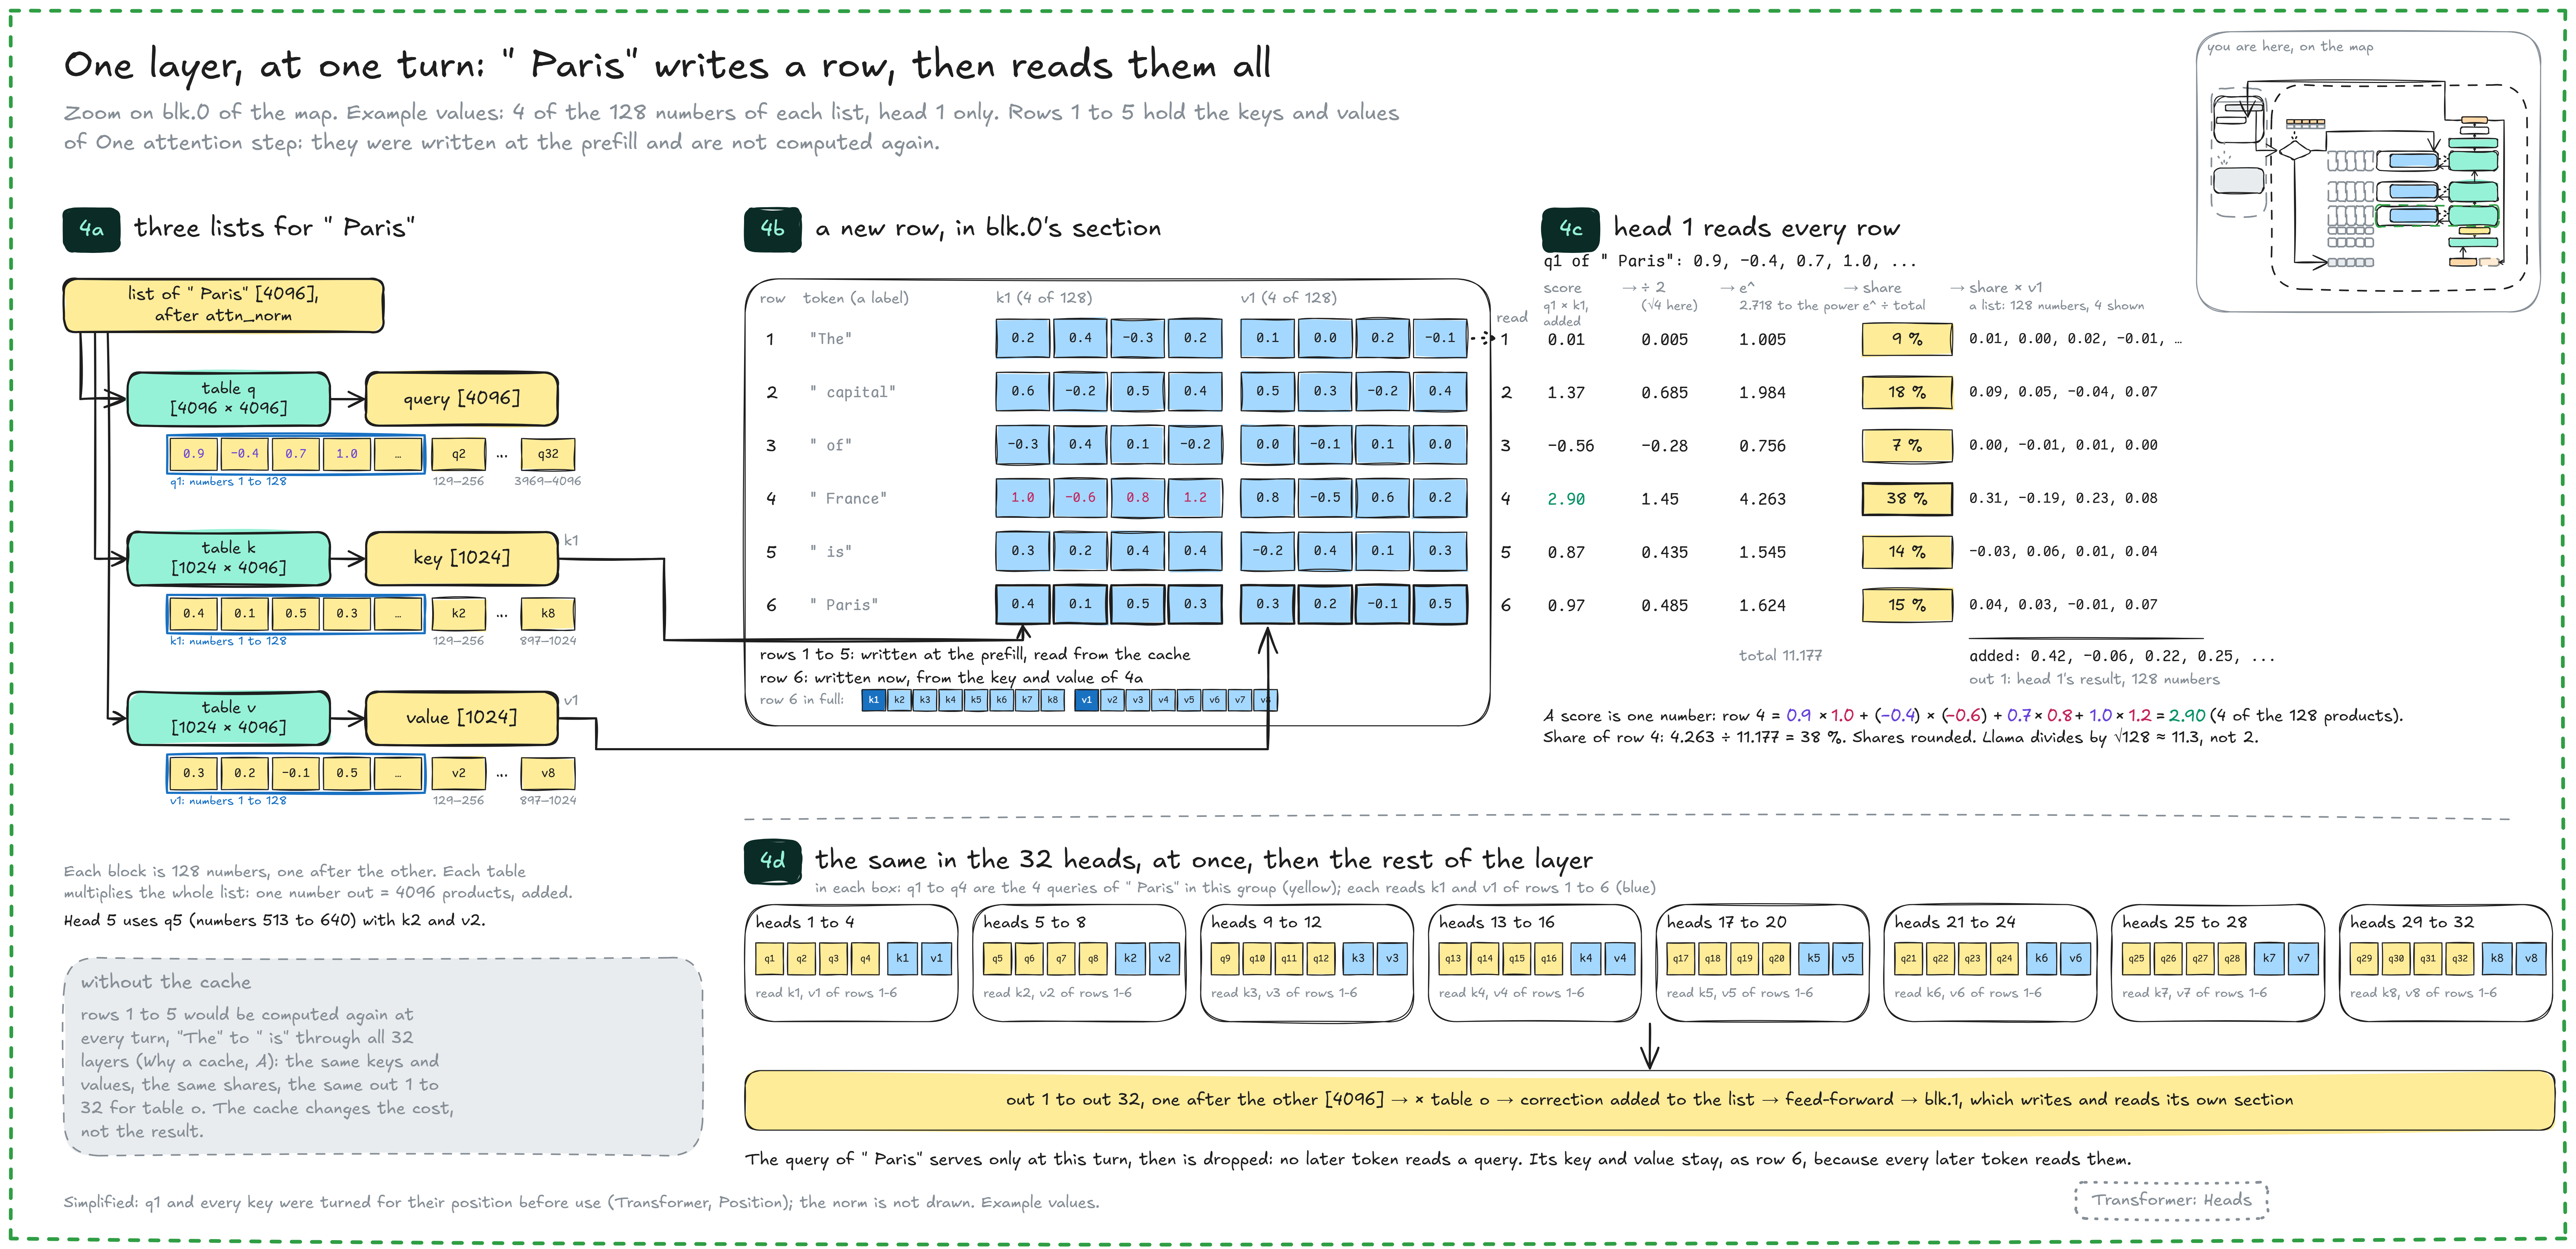 One layer, at one turn: " Paris" writes a row, then reads them all
Zoom on blk.0 of the map. Example values: 4 of the 128 numbers of each list, head 1 only. Rows 1 to 5 hold the keys and values
of One attention step: they were written at the prefill and are not computed again.
you are here, on the map
4a three lists for " Paris"
list of " Paris" [4096],
after attn_norm
table q
[4096 × 4096]
query [4096]
0.9 -0.4 0.7 1.0 … q2 ... q32
q1: numbers 1 to 128 129–256 3969–4096
table k
[1024 × 4096]
key [1024]
k1
0.4 0.1 0.5 0.3 … k2 ... k8
k1: numbers 1 to 128 129–256 897–1024
table v
[1024 × 4096]
value [1024]
v1
0.3 0.2 -0.1 0.5 … v2 ... v8
v1: numbers 1 to 128 129–256 897–1024
Each block is 128 numbers, one after the other. Each table
multiplies the whole list: one number out = 4096 products, added.
Head 5 uses q5 (numbers 513 to 640) with k2 and v2.
without the cache
rows 1 to 5 would be computed again at
every turn, "The" to " is" through all 32
layers (Why a cache, A): the same keys and
values, the same shares, the same out 1 to
32 for table o. The cache changes the cost,
not the result.
4b a new row, in blk.0's section
row token (a label) k1 (4 of 128) v1 (4 of 128)
1 "The" 0.2 0.4 -0.3 0.2 0.1 0.0 0.2 -0.1
2 " capital" 0.6 -0.2 0.5 0.4 0.5 0.3 -0.2 0.4
3 " of" -0.3 0.4 0.1 -0.2 0.0 -0.1 0.1 0.0
4 " France" 1.0 -0.6 0.8 1.2 0.8 -0.5 0.6 0.2
5 " is" 0.3 0.2 0.4 0.4 -0.2 0.4 0.1 0.3
6 " Paris" 0.4 0.1 0.5 0.3 0.3 0.2 -0.1 0.5
rows 1 to 5: written at the prefill, read from the cache
row 6: written now, from the key and value of 4a
row 6 in full: k1 k2 k3 k4 k5 k6 k7 k8 v1 v2 v3 v4 v5 v6 v7 v8
4c head 1 reads every row
q1 of " Paris": 0.9, -0.4, 0.7, 1.0, ...
score → ÷ 2 → e^ → share → share × v1
q1 × k1, (√4 here) 2.718 to the power e^ ÷ total a list: 128 numbers, 4 shown
added
read
1 0.01 0.005 1.005 9 % 0.01, 0.00, 0.02, -0.01, …
2 1.37 0.685 1.984 18 % 0.09, 0.05, -0.04, 0.07
3 -0.56 -0.28 0.756 7 % 0.00, -0.01, 0.01, 0.00
4 2.90 1.45 4.263 38 % 0.31, -0.19, 0.23, 0.08
5 0.87 0.435 1.545 14 % -0.03, 0.06, 0.01, 0.04
6 0.97 0.485 1.624 15 % 0.04, 0.03, -0.01, 0.07
total 11.177 added: 0.42, -0.06, 0.22, 0.25, ...
out 1: head 1's result, 128 numbers
A score is one number: row 4 = 0.9 × 1.0 + (-0.4) × (-0.6) + 0.7 × 0.8 + 1.0 × 1.2 = 2.90 (4 of the 128 products).
Share of row 4: 4.263 ÷ 11.177 = 38 %. Shares rounded. Llama divides by √128 ≈ 11.3, not 2.
4d the same in the 32 heads, at once, then the rest of the layer
in each box: q1 to q4 are the 4 queries of " Paris" in this group (yellow); each reads k1 and v1 of rows 1 to 6 (blue)
heads 1 to 4
q1 q2 q3 q4 k1 v1
read k1, v1 of rows 1-6
heads 5 to 8
q5 q6 q7 q8 k2 v2
read k2, v2 of rows 1-6
heads 9 to 12
q9 q10 q11 q12 k3 v3
read k3, v3 of rows 1-6
heads 13 to 16
q13 q14 q15 q16 k4 v4
read k4, v4 of rows 1-6
heads 17 to 20
q17 q18 q19 q20 k5 v5
read k5, v5 of rows 1-6
heads 21 to 24
q21 q22 q23 q24 k6 v6
read k6, v6 of rows 1-6
heads 25 to 28
q25 q26 q27 q28 k7 v7
read k7, v7 of rows 1-6
heads 29 to 32
q29 q30 q31 q32 k8 v8
read k8, v8 of rows 1-6
out 1 to out 32, one after the other [4096] → × table o → correction added to the list → feed-forward → blk.1, which writes and reads its own section
The query of " Paris" serves only at this turn, then is dropped: no later token reads a query. Its key and value stay, as row 6, because every later token reads them.
Simplified: q1 and every key were turned for their position before use (Transformer, Position); the norm is not drawn. Example values.
Transformer: Heads